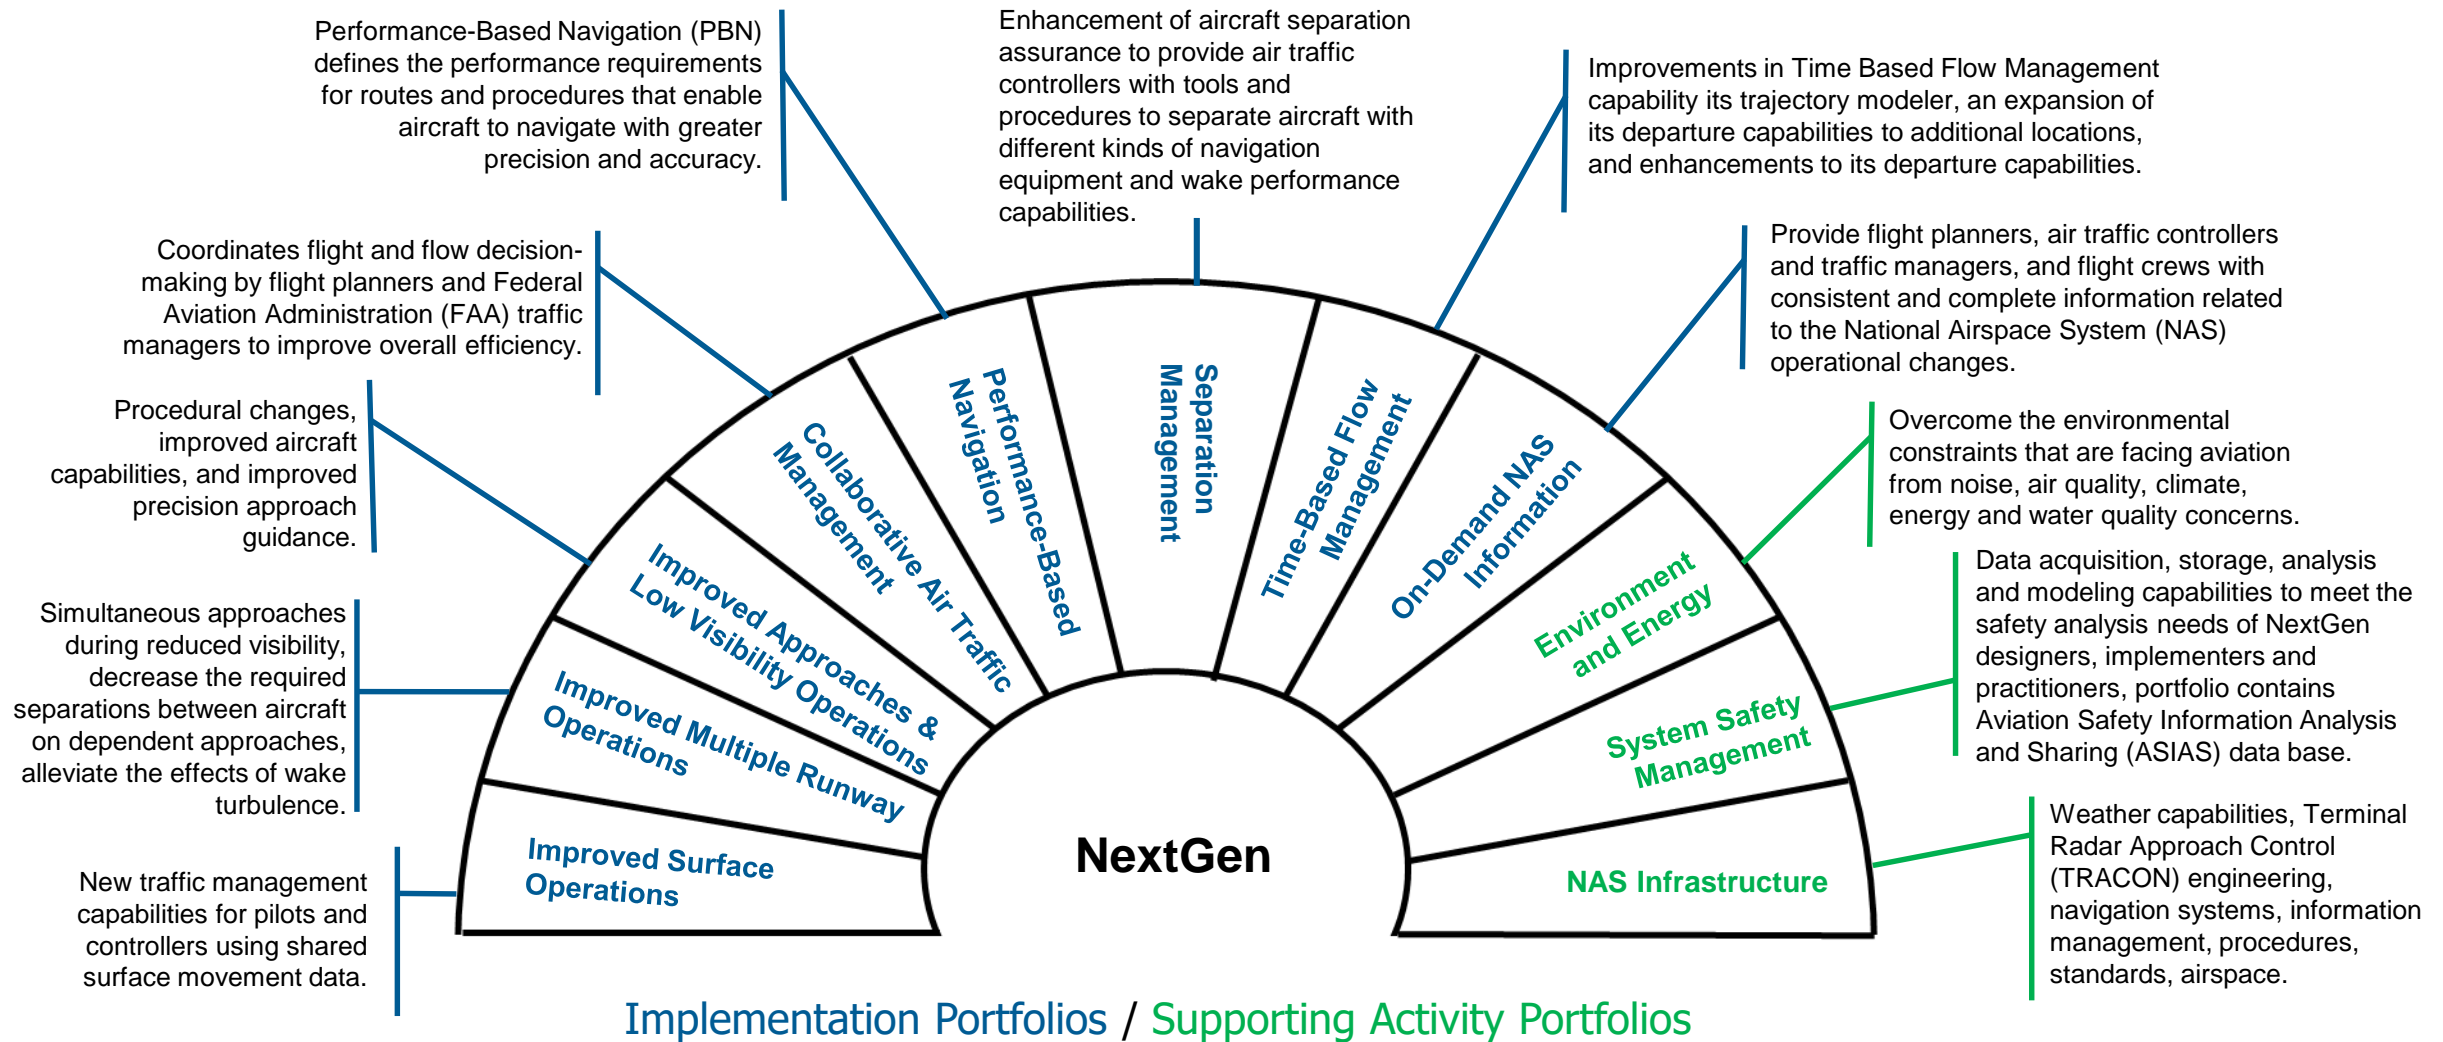 Performance-Based Navigation (PBN)
defines the performance requirements
for routes and procedures that enable
aircraft to navigate with greater
precision and accuracy.
Enhancement of aircraft separation
assurance to provide air traffic
controllers with tools and
procedures to separate aircraft with
different kinds of navigation
equipment and wake performance
capabilities.
Improvements in Time Based Flow Management
capability its trajectory modeler, an expansion of
its departure capabilities to additional locations,
and enhancements to its departure capabilities.
Coordinates flight and flow decision-
making by flight planners and Federal
Aviation Administration (FAA) traffic
managers to improve overall efficiency.
Provide flight planners, air traffic controllers
and traffic managers, and flight crews with
consistent and complete information related
to the National Airspace System (NAS)
operational changes.
Procedural changes,
improved aircraft
capabilities, and improved
precision approach
guidance.
Overcome the environmental
constraints that are facing aviation
from noise, air quality, climate,
energy and water quality concerns.
Simultaneous approaches
during reduced visibility,
decrease the required
separations between aircraft
on dependent approaches,
alleviate the effects of wake
turbulence.
Data acquisition, storage, analysis
and modeling capabilities to meet the
safety analysis needs of NextGen
designers, implementers and
practitioners, portfolio contains
Aviation Safety Information Analysis
and Sharing (ASIAS) data base.
New traffic management
capabilities for pilots and
controllers using shared
surface movement data.
Weather capabilities, Terminal
Radar Approach Control
(TRACON) engineering,
navigation systems, information
management, procedures,
standards, airspace.
Improved Surface
Operations
Improved Multiple Runway
Operations
Improved Approaches &
Low Visibility Operations
Collaborative Air Traffic
Management
Performance-Based
Navigation
Separation
Management
Time-Based Flow
Management
On-Demand NAS
Information
Environment
and Energy
System Safety
Management
NAS Infrastructure
NextGen
Implementation Portfolios / Supporting Activity Portfolios